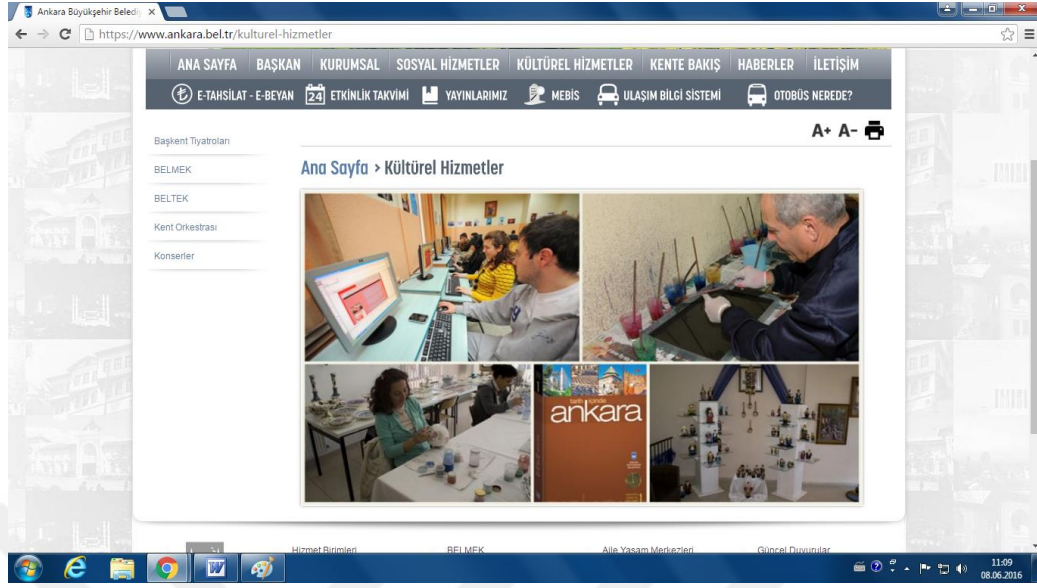 Ankara Büyükşehir Beledi
https://www.ankara.bel.tr/kulturel-hizmetler
ANA SAYFA BAŞKAN KURUMSAL SOSYAL HİZMETLER KÜLTÜREL HİZMETLER KENTE BAKIŞ HABERLER İLETİŞİM
E-TAHSİLAT - E-BEYAN 24 ETKİNLİK TAKVİMİ YAYINLARIMIZ MEBİS ULAŞIM BİLGİ SİSTEMİ OTOBÜS NEREDE?
A+ A-
Başkent Tiyatroları
BELMEK
BELTEK
Kent Orkestrası
Konserler
Ana Sayfa > Kültürel Hizmetler
tarih içinde
ankara
Hizmet Birimleri BELMEK Aile Yaşam Merkezleri Güncel Duyurular
11:09
08.06.2016